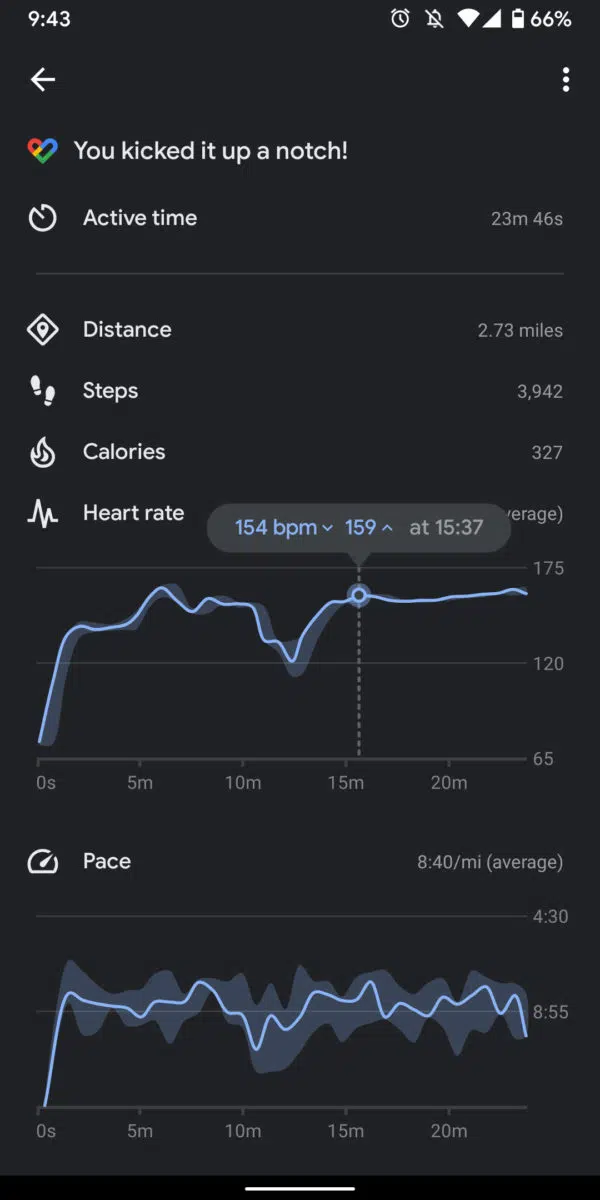 9:43 66%
You kicked it up a notch!
Active time 23m 46s
Distance 2.73 miles
Steps 3,942
Calories 327
Heart rate 154 bpm 159 at 15:37 verage)
175
120
65
0s 5m 10m 15m 20m
Pace 8:40/mi (average)
4:30
8:55
0s 5m 10m 15m 20m